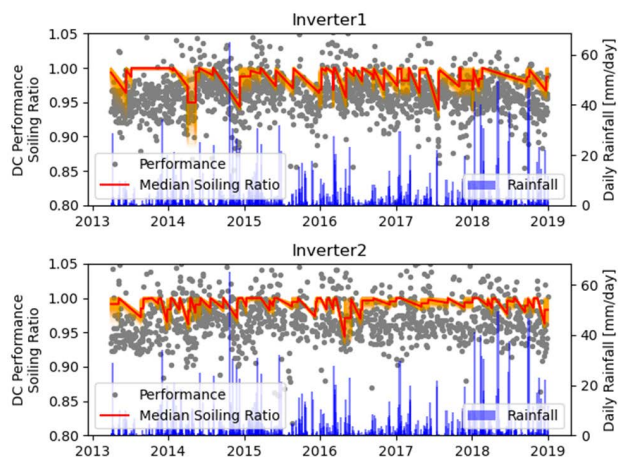 Inverter1
DC Performance
Soiling Ratio
1.05
1.00
0.95
0.90
0.85
0.80
Performance
Median Soiling Ratio
Rainfall
Daily Rainfall [mm/day]
60
40
20
0
2013 2014 2015 2016 2017 2018 2019
Inverter2
DC Performance
Soiling Ratio
1.05
1.00
0.95
0.90
0.85
0.80
Performance
Median Soiling Ratio
Rainfall
Daily Rainfall [mm/day]
60
40
20
0
2013 2014 2015 2016 2017 2018 2019